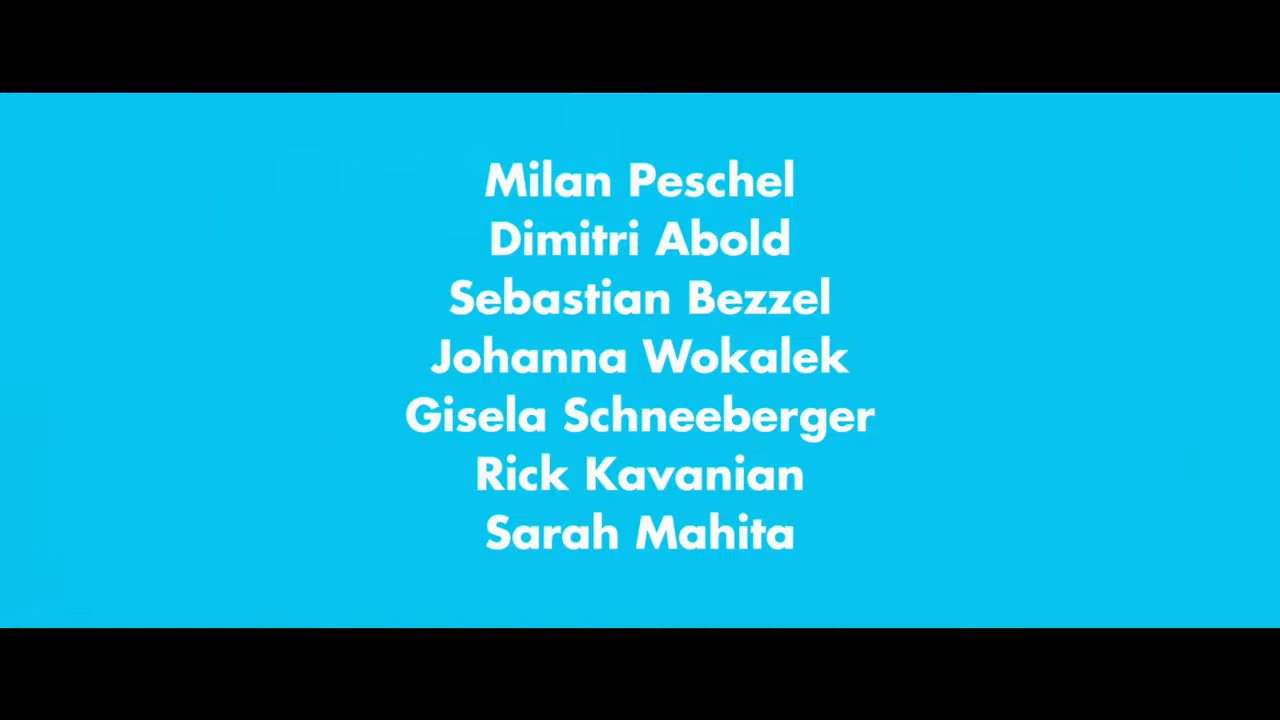 Milan Peschel
Dimitri Abold
Sebastian Bezzel
Johanna Wokalek
Gisela Schneeberger
Rick Kavanian
Sarah Mahita